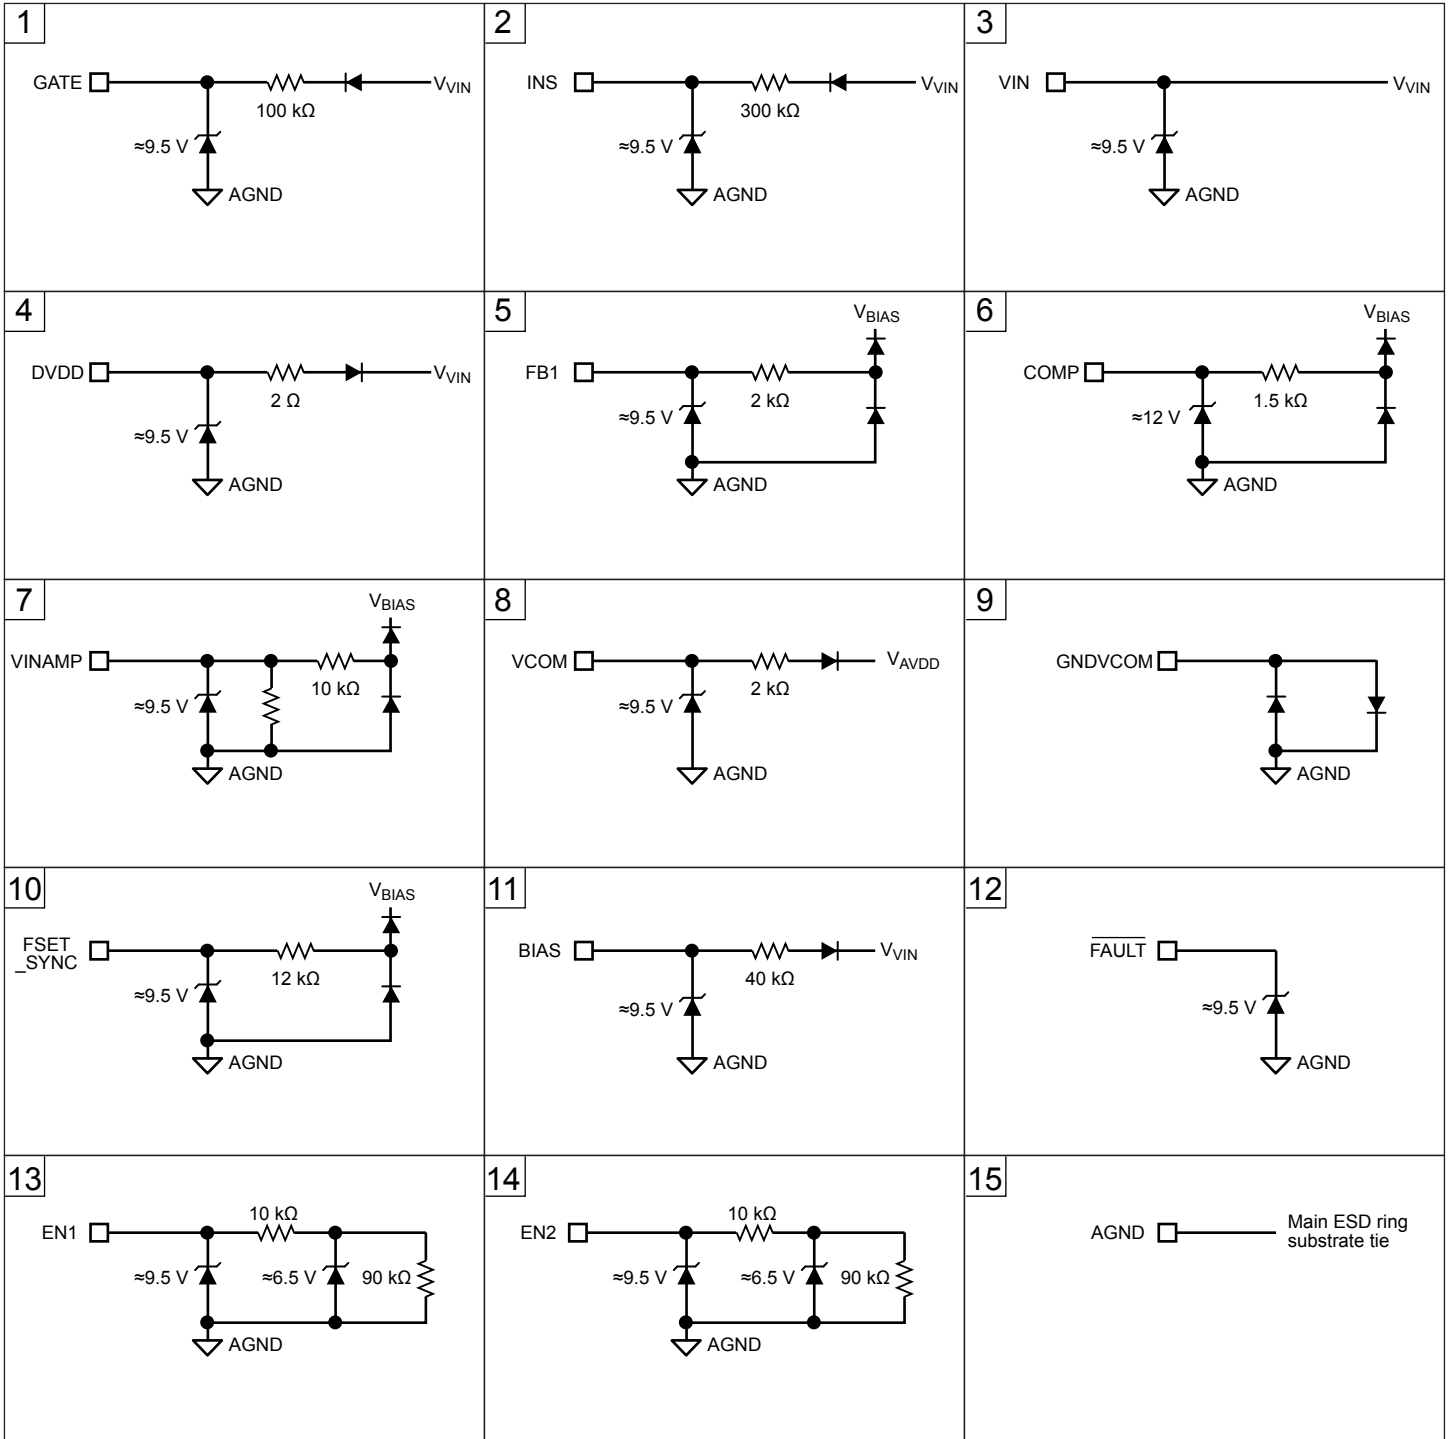 1
GATE
100 kΩ
V_VIN
≈9.5 V
AGND
2
INS
300 kΩ
V_VIN
≈9.5 V
AGND
3
VIN
V_VIN
≈9.5 V
AGND
4
DVDD
2 Ω
V_VIN
≈9.5 V
AGND
5
V_BIAS
FB1
2 kΩ
≈9.5 V
AGND
6
V_BIAS
COMP
1.5 kΩ
≈12 V
AGND
7
V_BIAS
VINAMP
10 kΩ
≈9.5 V
AGND
8
VCOM
2 kΩ
V_AVDD
≈9.5 V
AGND
9
GNDVCOM
AGND
10
V_BIAS
FSET
_SYNC
12 kΩ
≈9.5 V
AGND
11
BIAS
40 kΩ
V_VIN
≈9.5 V
AGND
12
FAULT
≈9.5 V
AGND
13
10 kΩ
EN1
≈9.5 V
≈6.5 V
90 kΩ
AGND
14
10 kΩ
EN2
≈9.5 V
≈6.5 V
90 kΩ
AGND
15
AGND
Main ESD ring
substrate tie